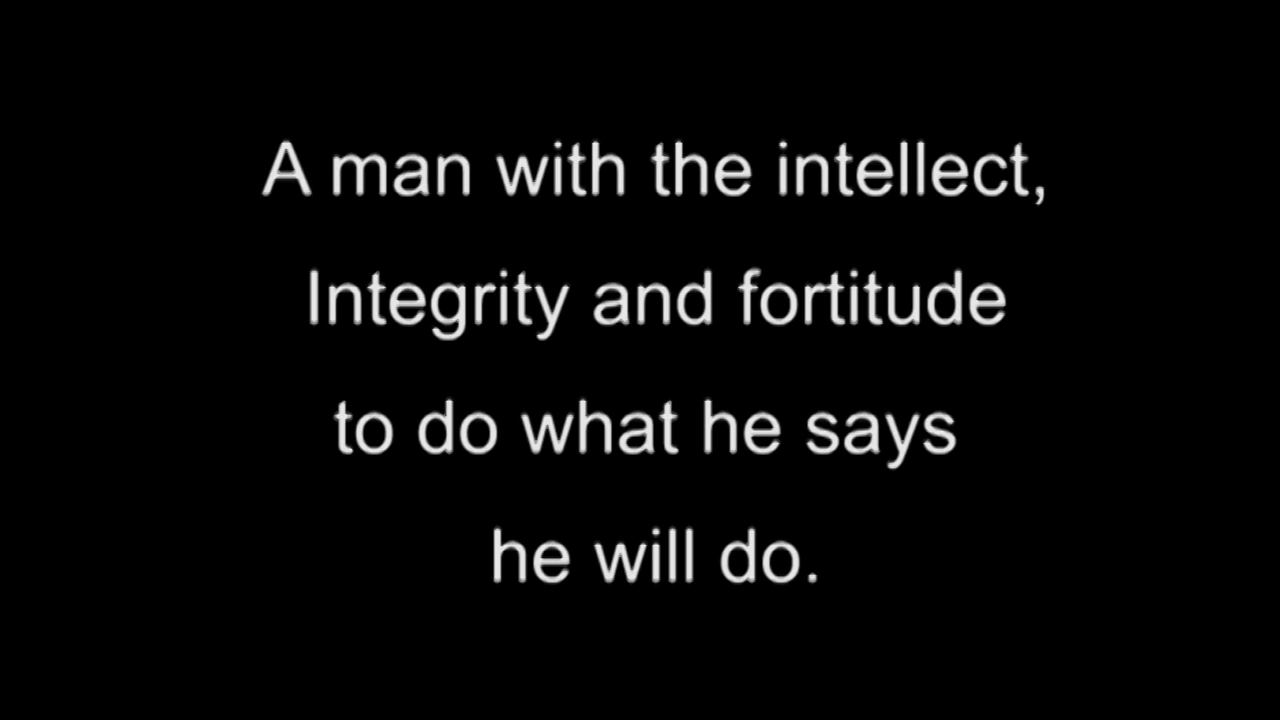 A man with the intellect,
Integrity and fortitude
to do what he says
he will do.